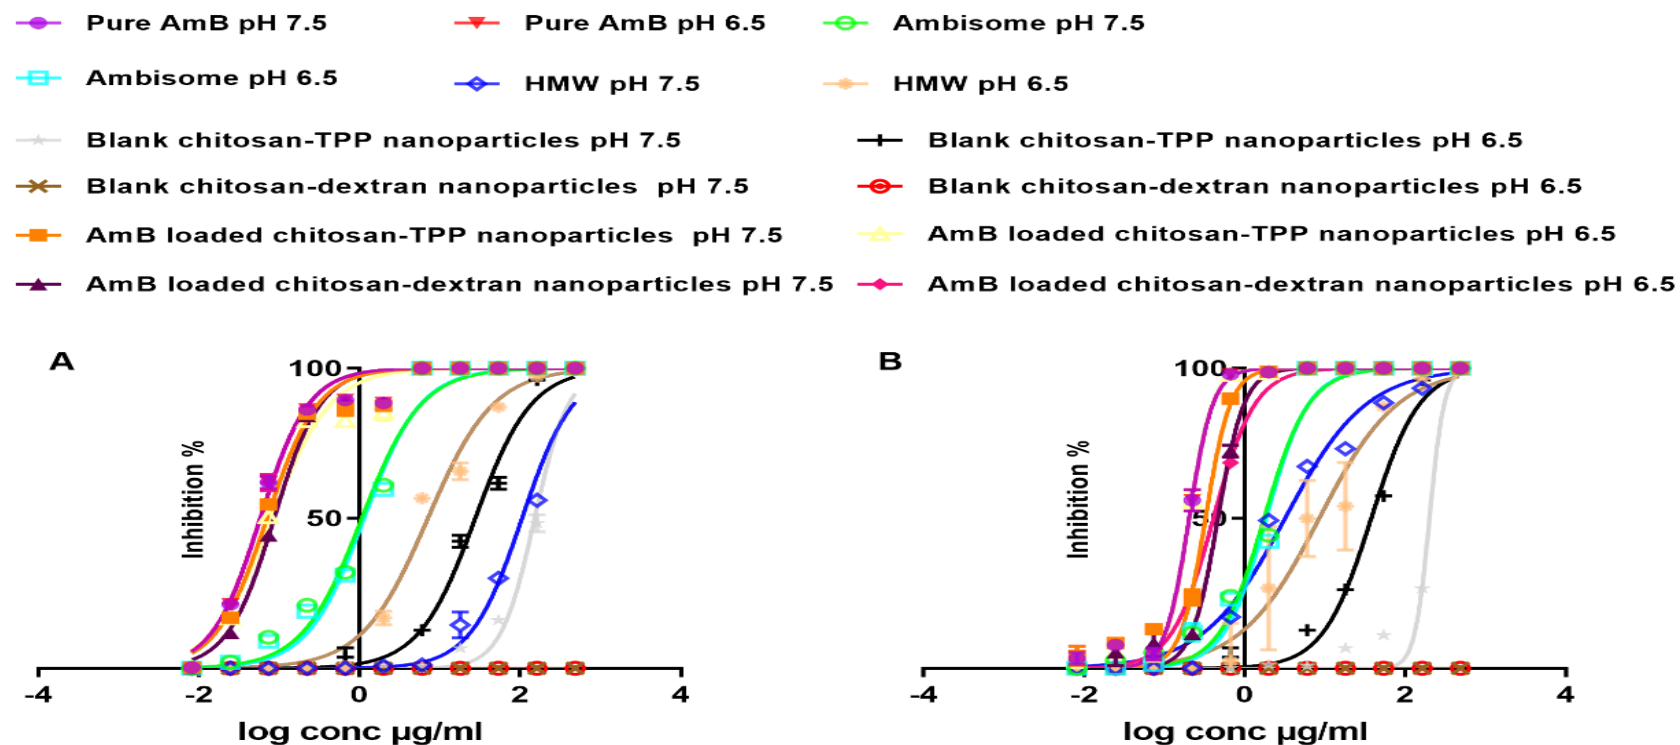 Pure AmB pH 7.5 Pure AmB pH 6.5 Ambisome pH 7.5
Ambisome pH 6.5 HMW pH 7.5 HMW pH 6.5
Blank chitosan-TPP nanoparticles pH 7.5 Blank chitosan-TPP nanoparticles pH 6.5
Blank chitosan-dextran nanoparticles pH 7.5 Blank chitosan-dextran nanoparticles pH 6.5
AmB loaded chitosan-TPP nanoparticles pH 7.5 AmB loaded chitosan-TPP nanoparticles pH 6.5
AmB loaded chitosan-dextran nanoparticles pH 7.5 AmB loaded chitosan-dextran nanoparticles pH 6.5
A
100
50
Inhibition %
-4 -2 0 2 4
log conc µg/ml
B
100
50
Inhibition %
-4 -2 0 2 4
log conc µg/ml